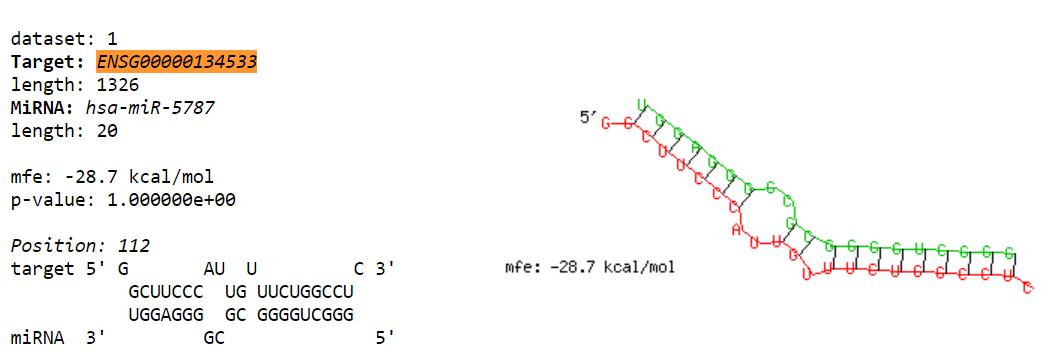 dataset: 1
Target: ENSG00000134533
length: 1326
MiRNA: hsa-miR-5787
length: 20
mfe: -28.7 kcal/mol
p-value: 1.000000e+00
Position: 112
target 5' G       AU  U         C 3'
GCUUCCC  UG UUCUGGCCU
UGGAGGG  GC GGGGUCGGG
miRNA  3'         GC              5'
5'
mfe: -28.7 kcal/mol